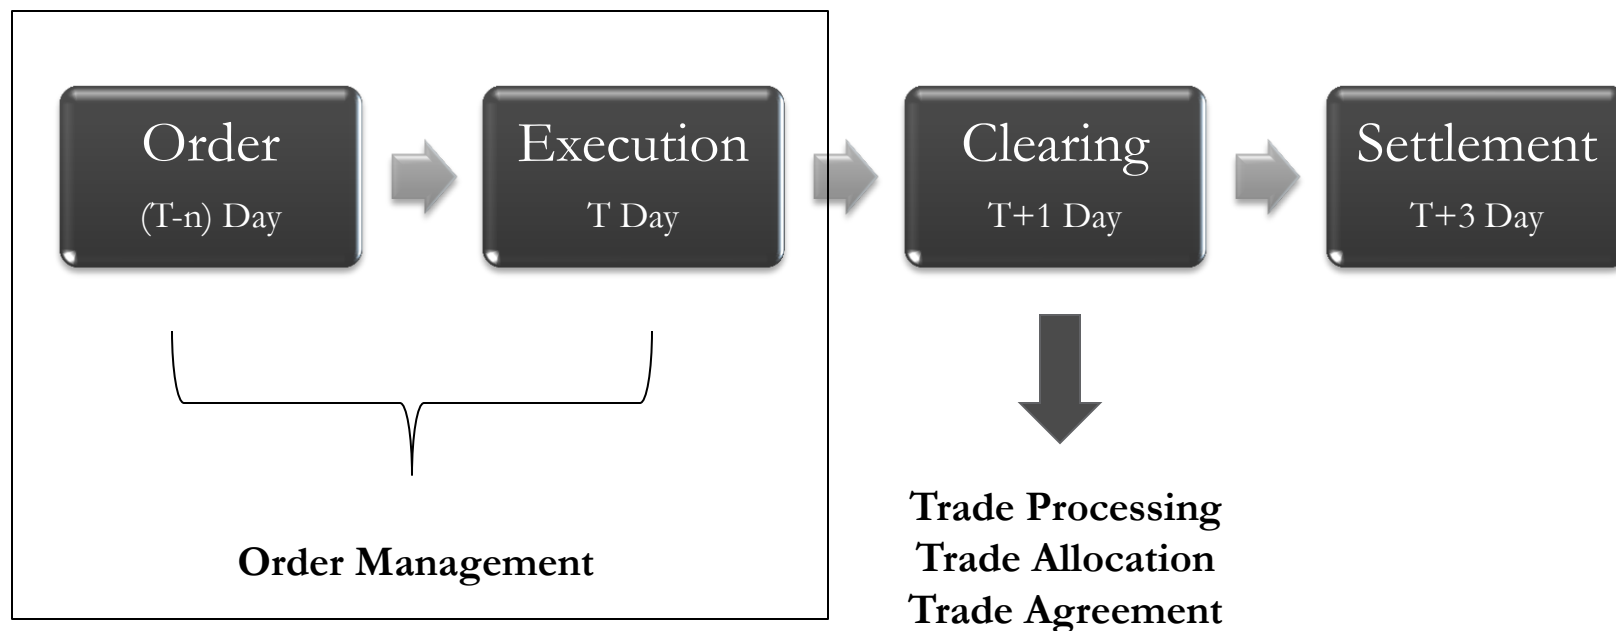 Order
(T-n) Day
Execution
T Day
Clearing
T+1 Day
Settlement
T+3 Day
Order Management
Trade Processing
Trade Allocation
Trade Agreement